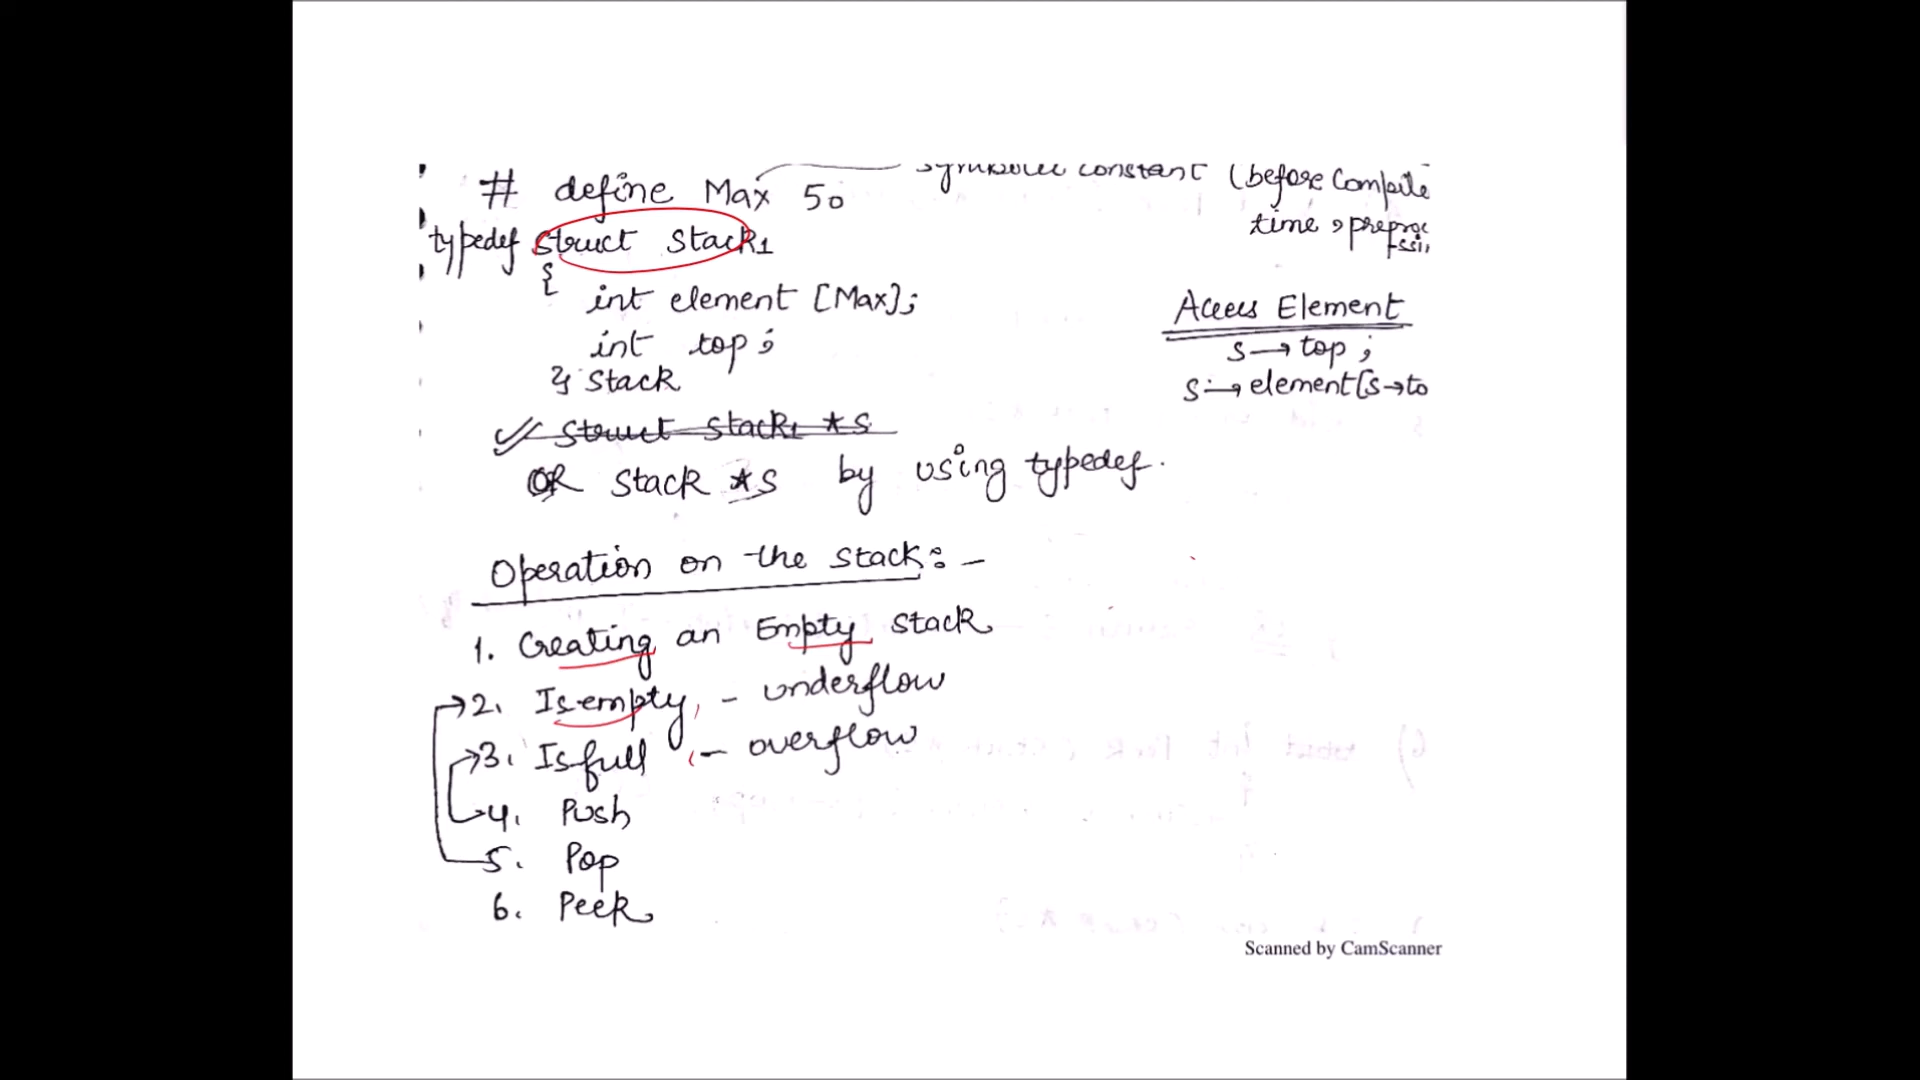 # define Max 50
symbolic constant (before Compile
time, preproc
-ssin
typedef struct Stack1
{
int element [Max];
int top;
} Stack
Access Element
s→top;
s→element[s→to
struct stack1 *s
OR stack *s by using typedef.
Operation on the stack:-
1. Creating an Empty stack
2. Isempty, - underflow
3. Isfull - overflow
4. Push
5. Pop
6. Peek
Scanned by CamScanner